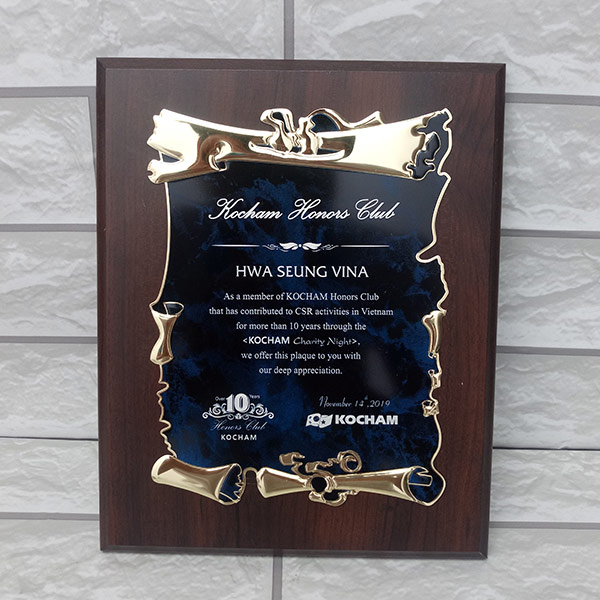 Kocham Honors Club
HWA SEUNG VINA
As a member of KOCHAM Honors Club
that has contributed to CSR activities in Vietnam
for more than 10 years through the
<KOCHAM Charity Night>,
we offer this plaque to you with
our deep appreciation.
Over 10 Years
Honors Club
KOCHAM
November 14th, 2019
KOCHAM